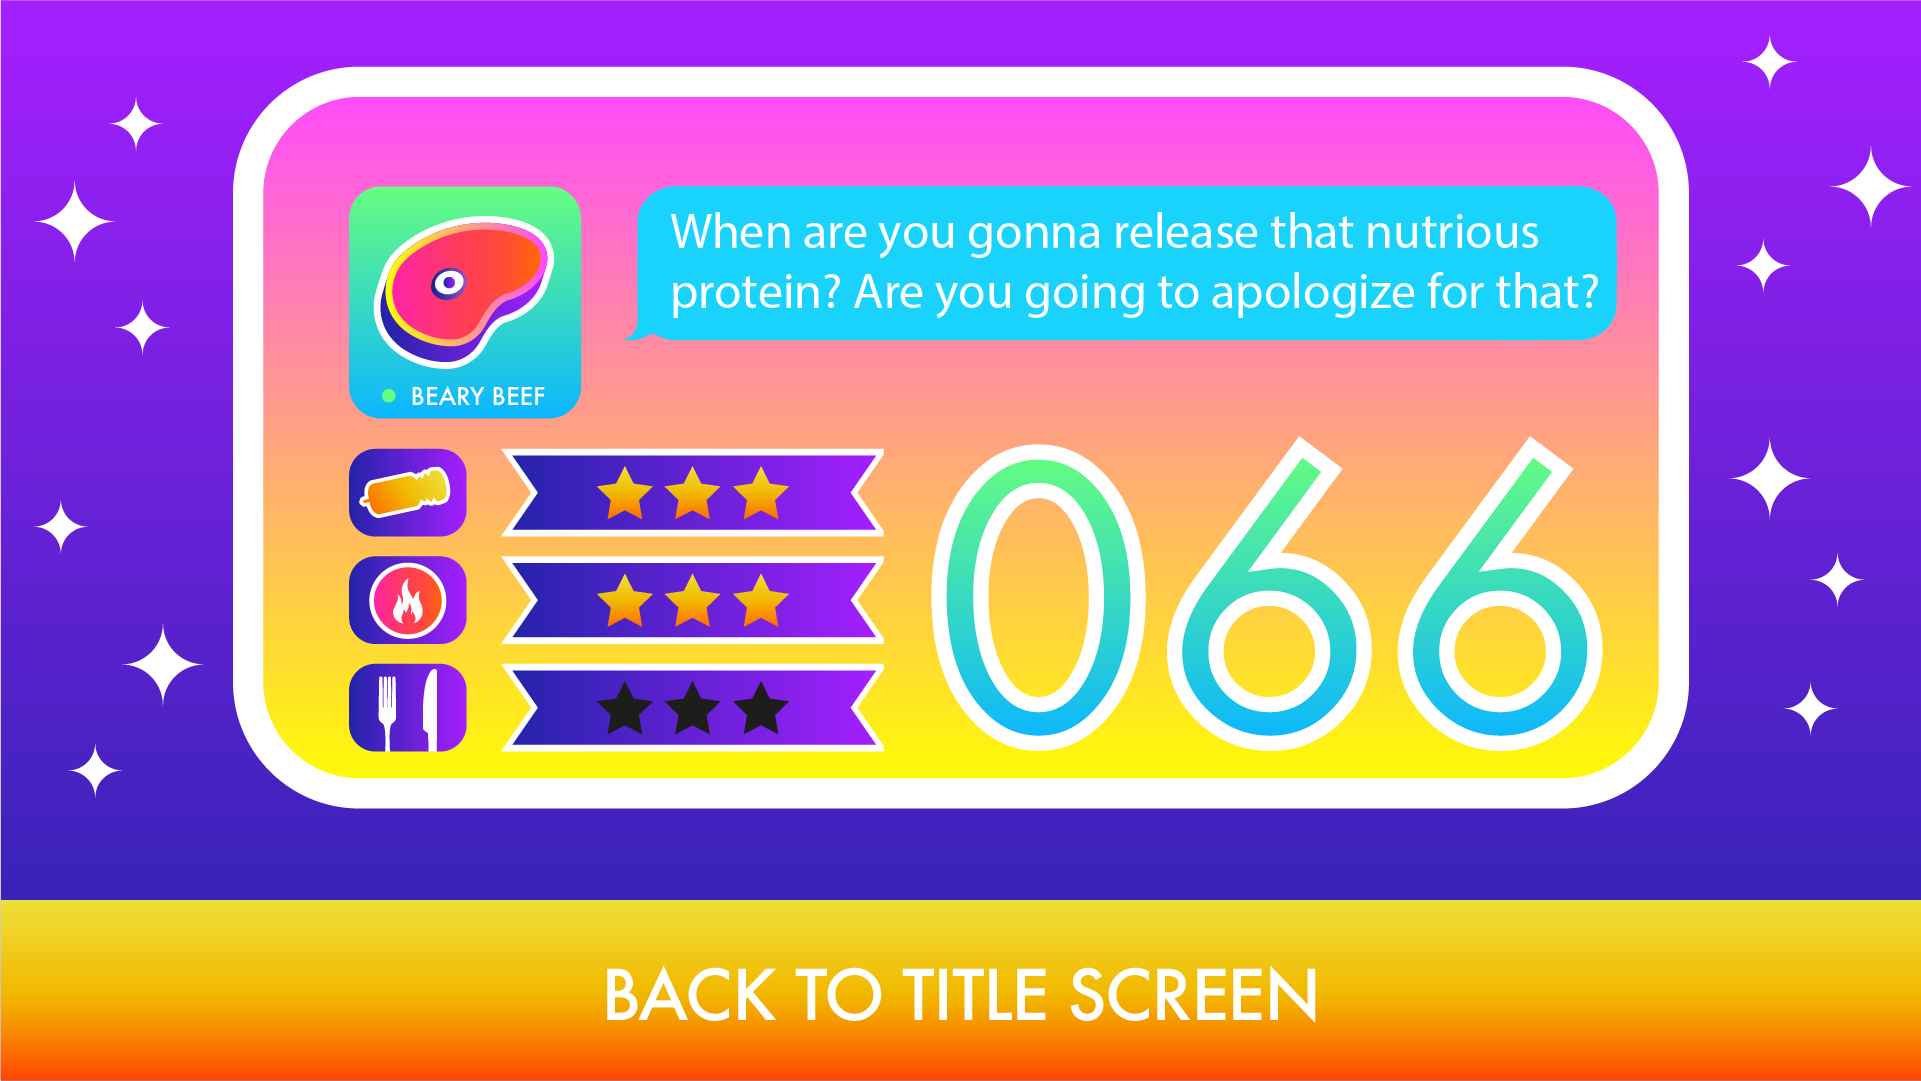 When are you gonna release that nutrious
protein? Are you going to apologize for that?
BEARY BEEF
066
BACK TO TITLE SCREEN